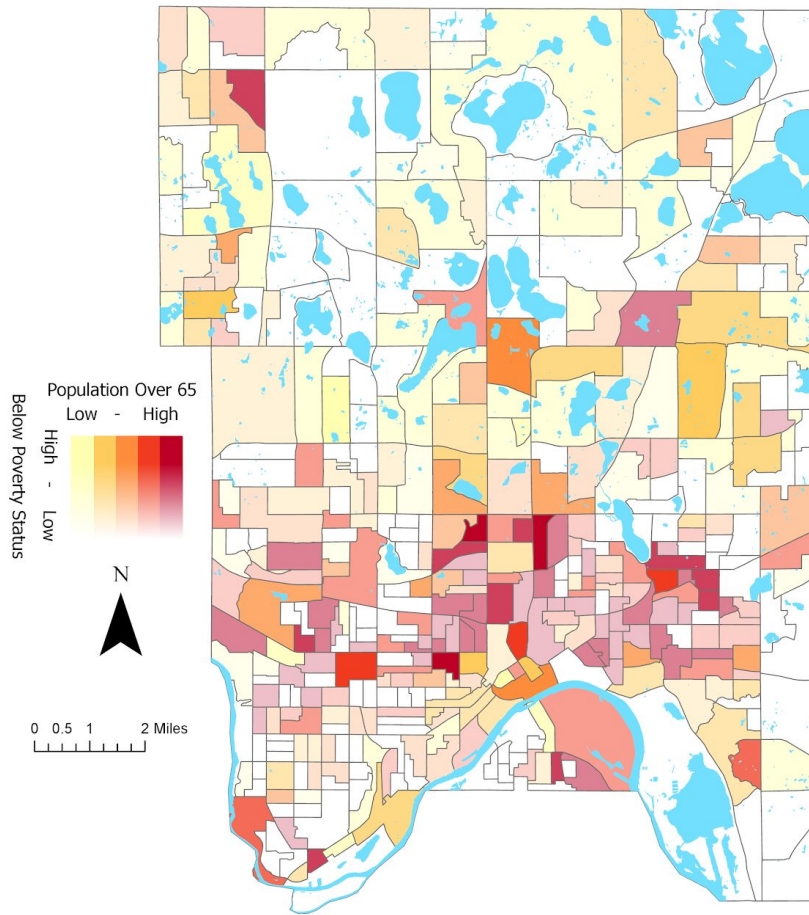 Population Over 65
Low - High
Below Poverty Status
High - Low
N
0 0.5 1 2 Miles